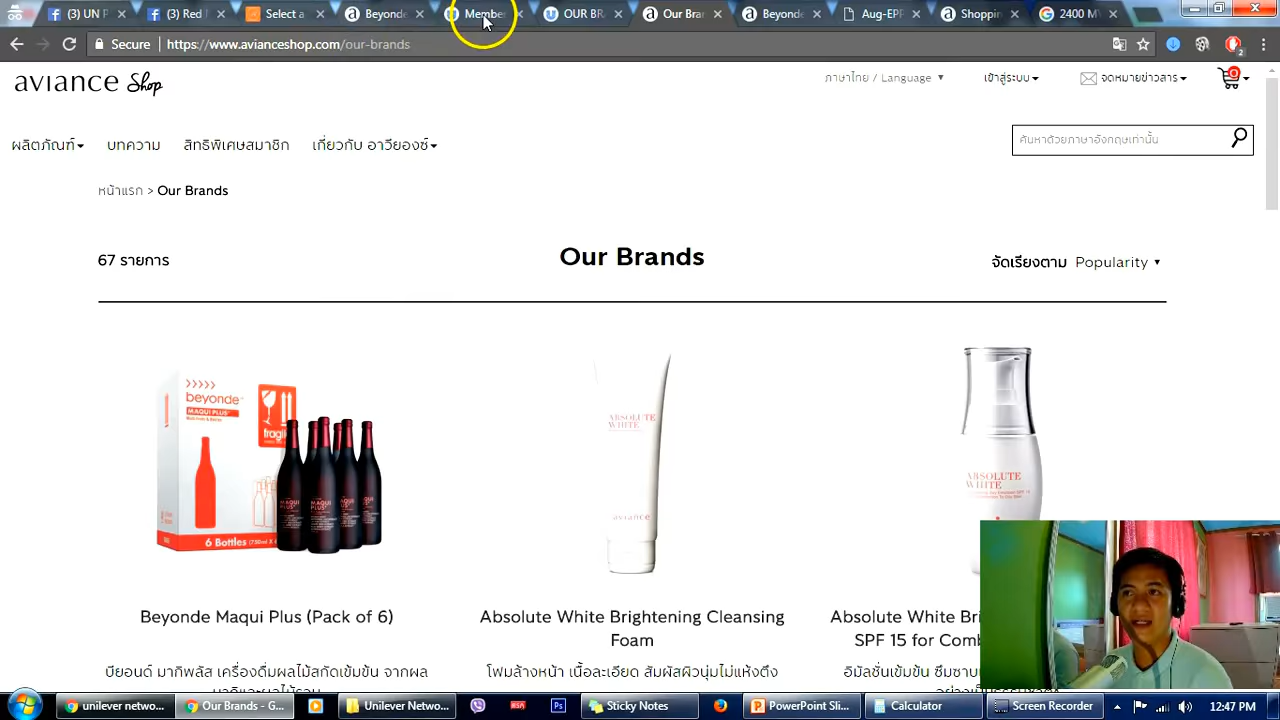 (3) UN P
(3) Red
Select a
Beyonde
Member
OUR BR
Our Bran
Beyonde
Aug SPF
Shoppin
2400 M
Secure
https://www.avianceshop.com/our-brands
aviance Shop
ภาษาไทย / Language
เข้าสู่ระบบ
จดหมายข่าวสาร
0
ผลิตภัณฑ์
บทความ
สิทธิพิเศษสมาชิก
เกี่ยวกับ อาวียองซ์
ค้นหาด้วยภาษาอังกฤษเท่านั้น
หน้าแรก > Our Brands
67 รายการ
Our Brands
จัดเรียงตาม Popularity
beyonde
MAQUI PLUS
fragile
6 Bottles
MAQUI PLUS
ABSOLUTE
WHITE
aviance
ABSOLUTE
WHITE
Beyonde Maqui Plus (Pack of 6)
Absolute White Brightening Cleansing
Foam
Absolute White Bri
SPF 15 for Comb
บียอนด์ มากิพลัส เครื่องดื่มผลไม้สกัดเข้มข้น จากผล
โฟมล้างหน้า เนื้อละเอียด สัมผัสผิวนุ่มไม่แห้งตึง
อิมัลชั่นเข้มข้น ซึมซาบ
unilever netwo...
Our Brands - G...
Unilever Netwo...
Sticky Notes
PowerPoint Sli...
Calculator
Screen Recorder
12:47 PM